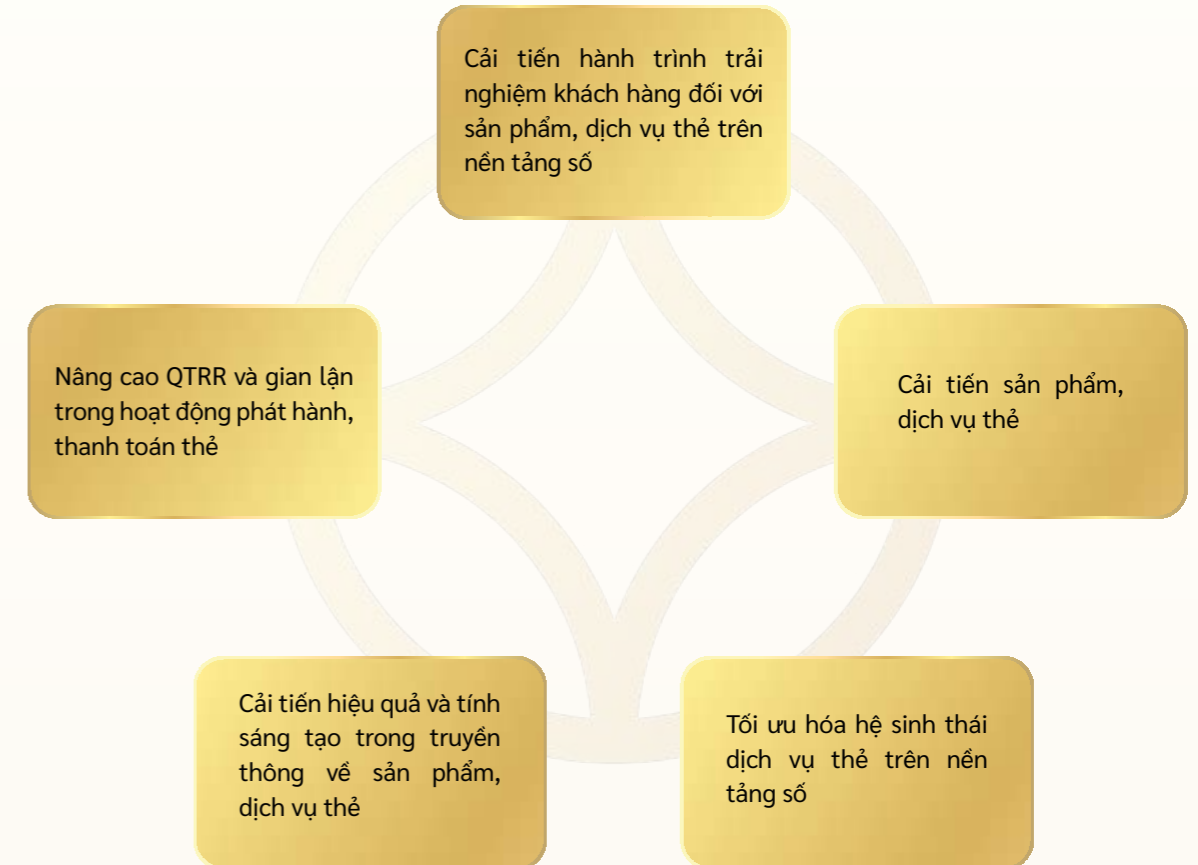 Cải tiến hành trình trải
nghiệm khách hàng đối với
sản phẩm, dịch vụ thẻ trên
nền tảng số
Nâng cao QTRR và gian lận
trong hoạt động phát hành,
thanh toán thẻ
Cải tiến sản phẩm,
dịch vụ thẻ
Cải tiến hiệu quả và tính
sáng tạo trong truyền
thông về sản phẩm,
dịch vụ thẻ
Tối ưu hóa hệ sinh thái
dịch vụ thẻ trên nền
tảng số